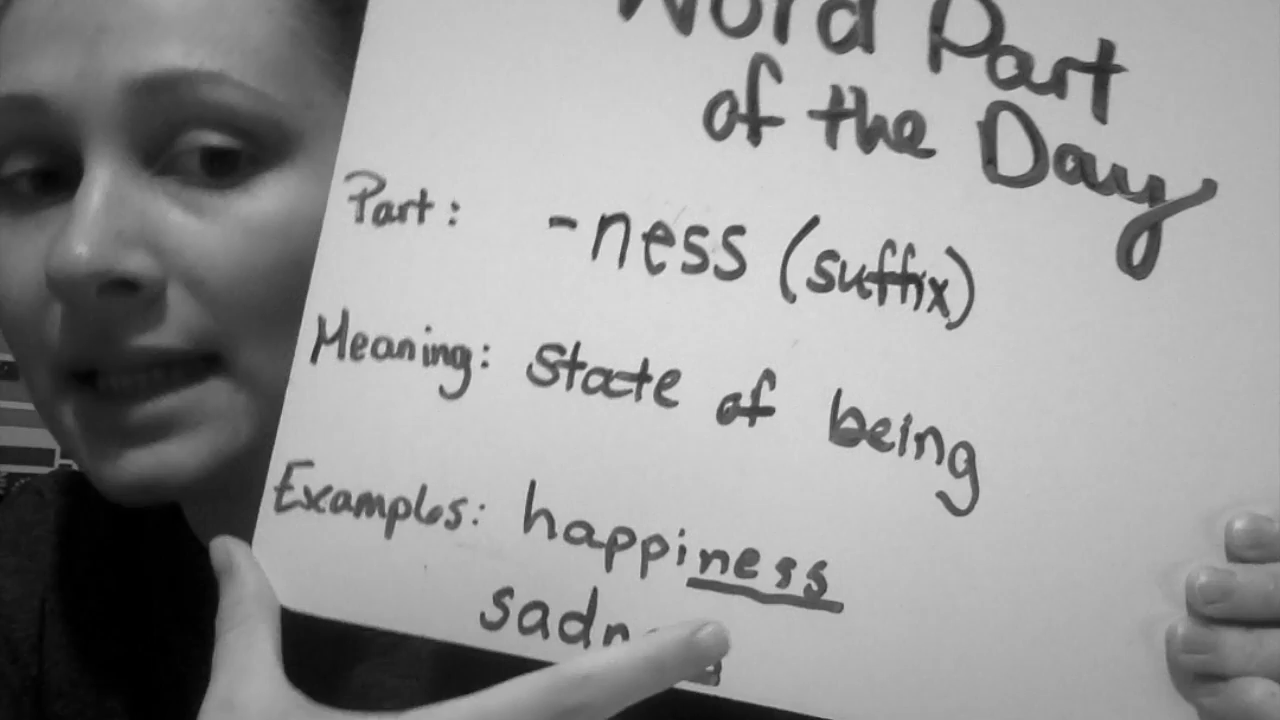 Word Part
of the Day
Part: -ness (suffix)
Meaning: state of being
Examples: happiness